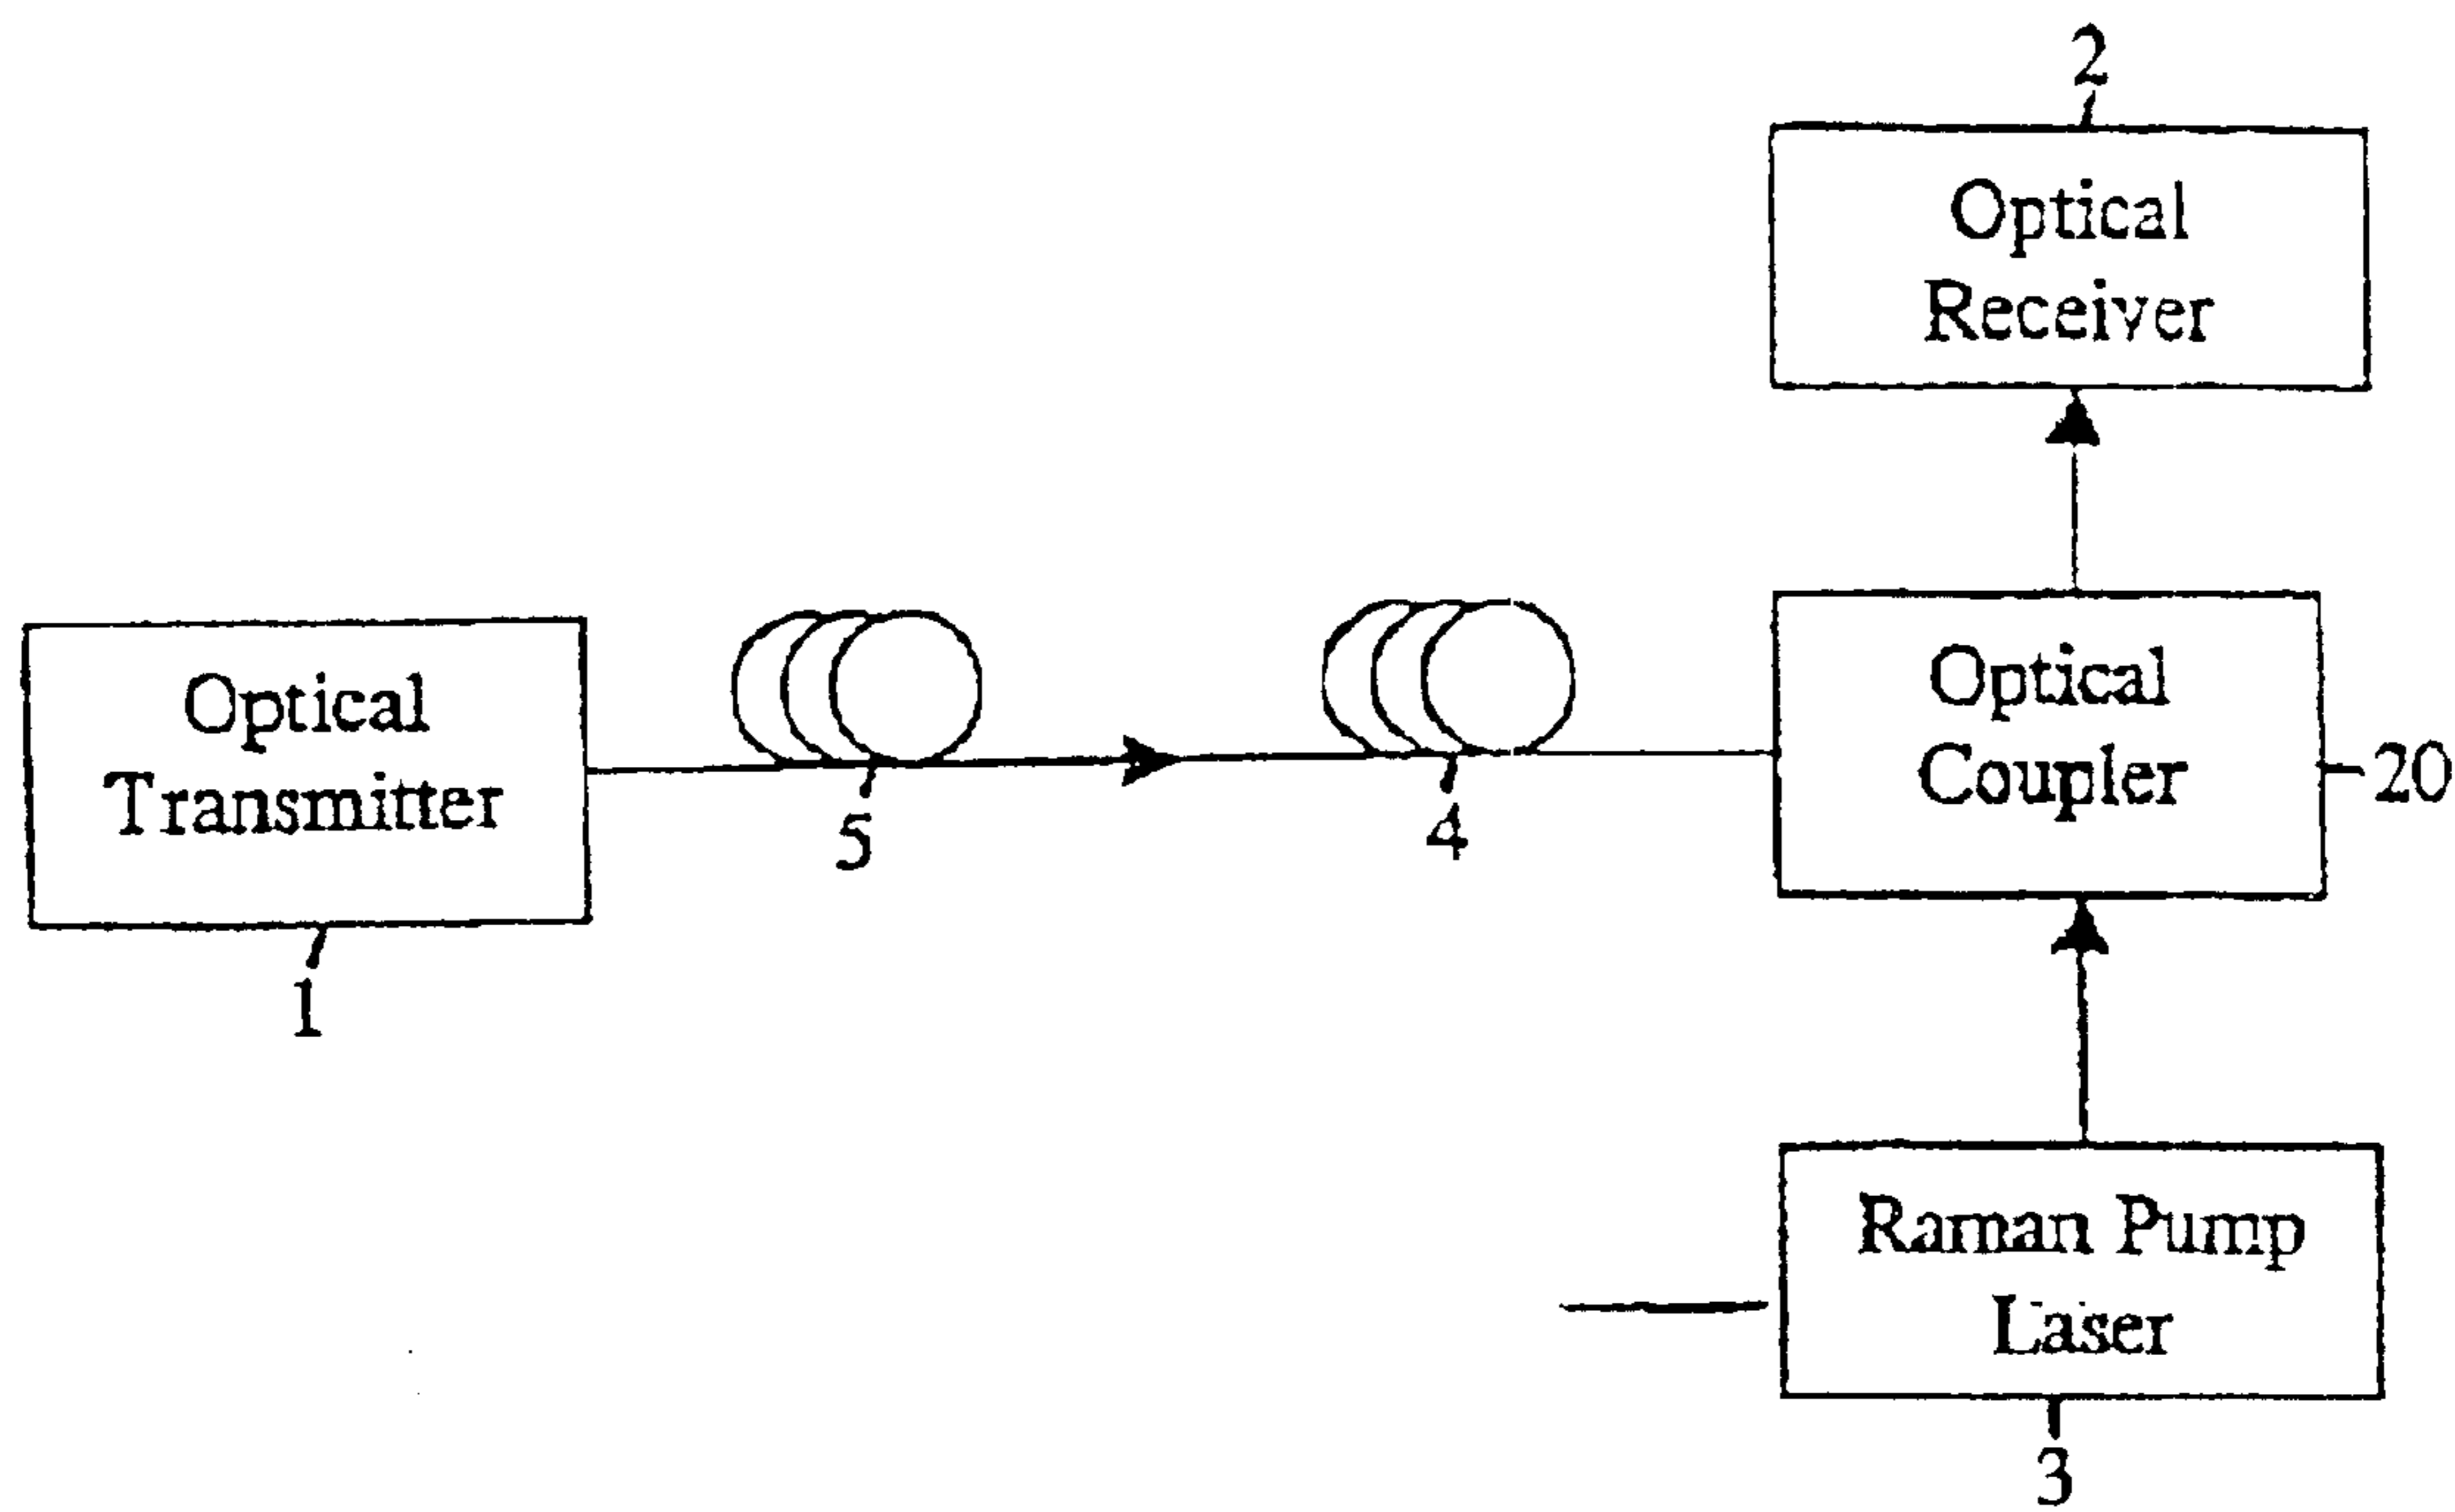 2
Optical
Receiver
Optical
Transmitter
1
5
4
Optical
Coupler
20
Raman Pump
Laser
3